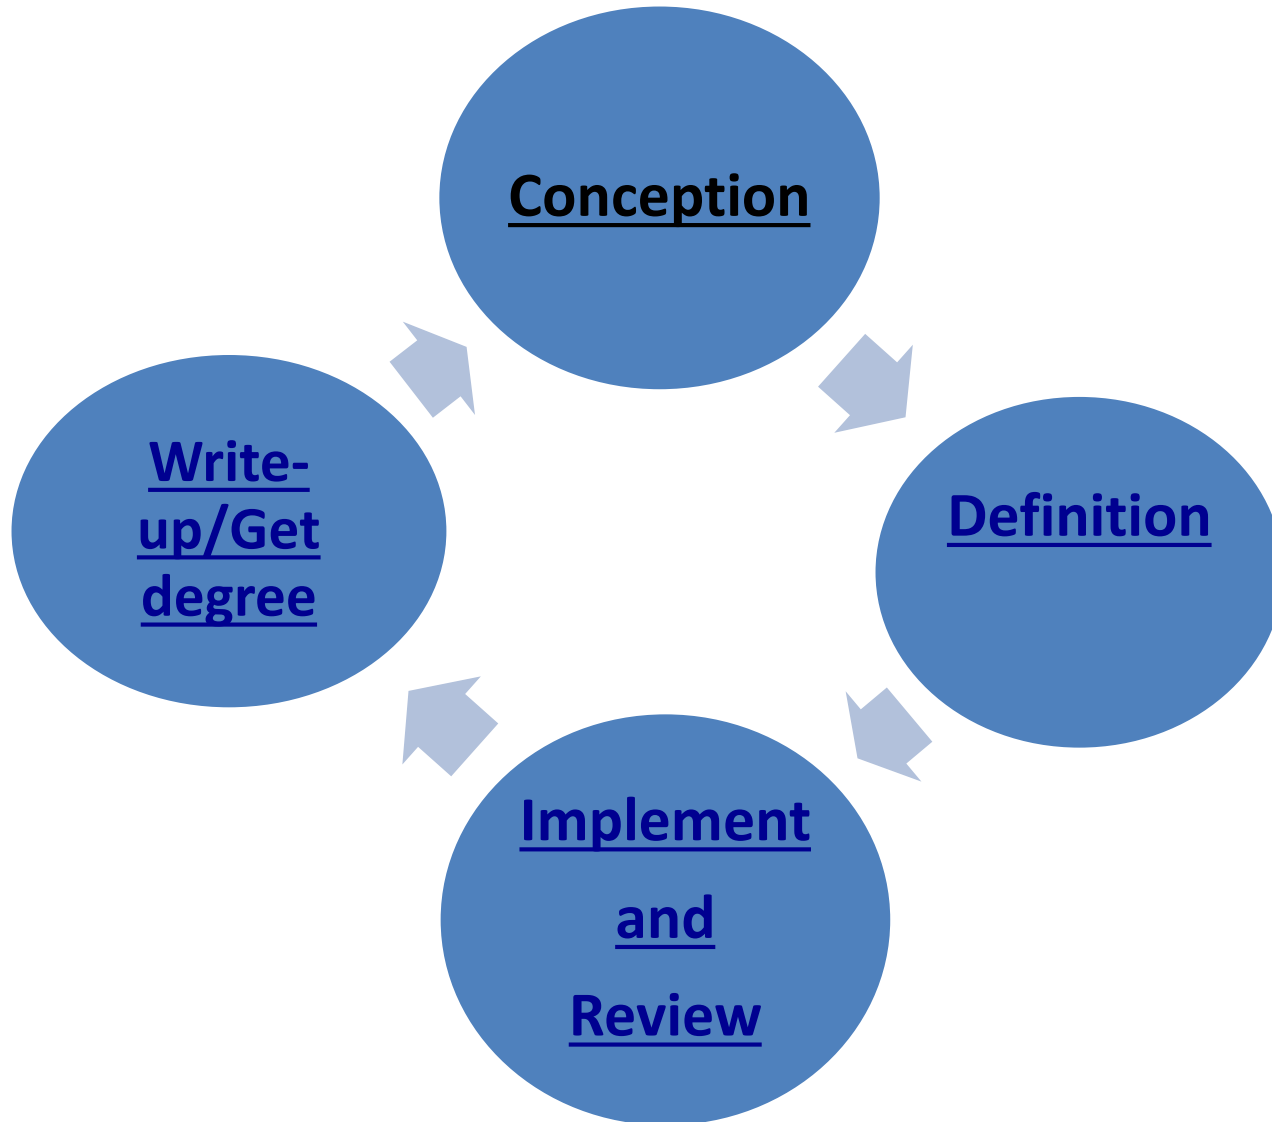 Conception
Definition
Implement
and
Review
Write-
up/Get
degree